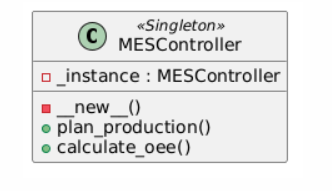 C
«Singleton»
MESController
_instance : MESController
__new__()
plan_production()
calculate_oee()